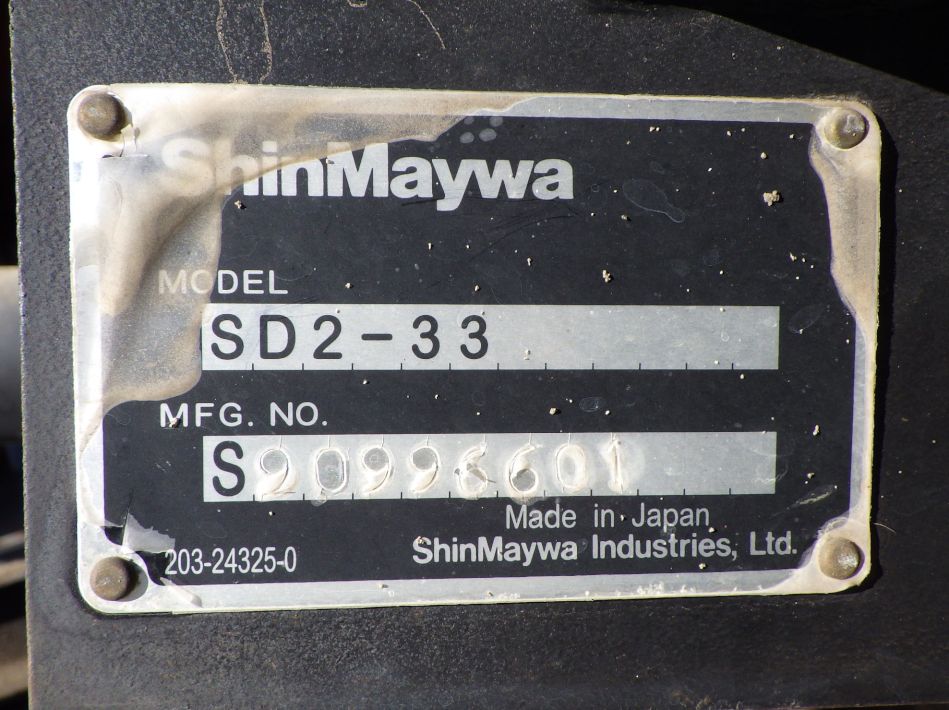 ShinMaywa
MODEL
SD2-33
MFG. NO.
S20996601
203-24325-0
Made in Japan
ShinMaywa Industries, Ltd.